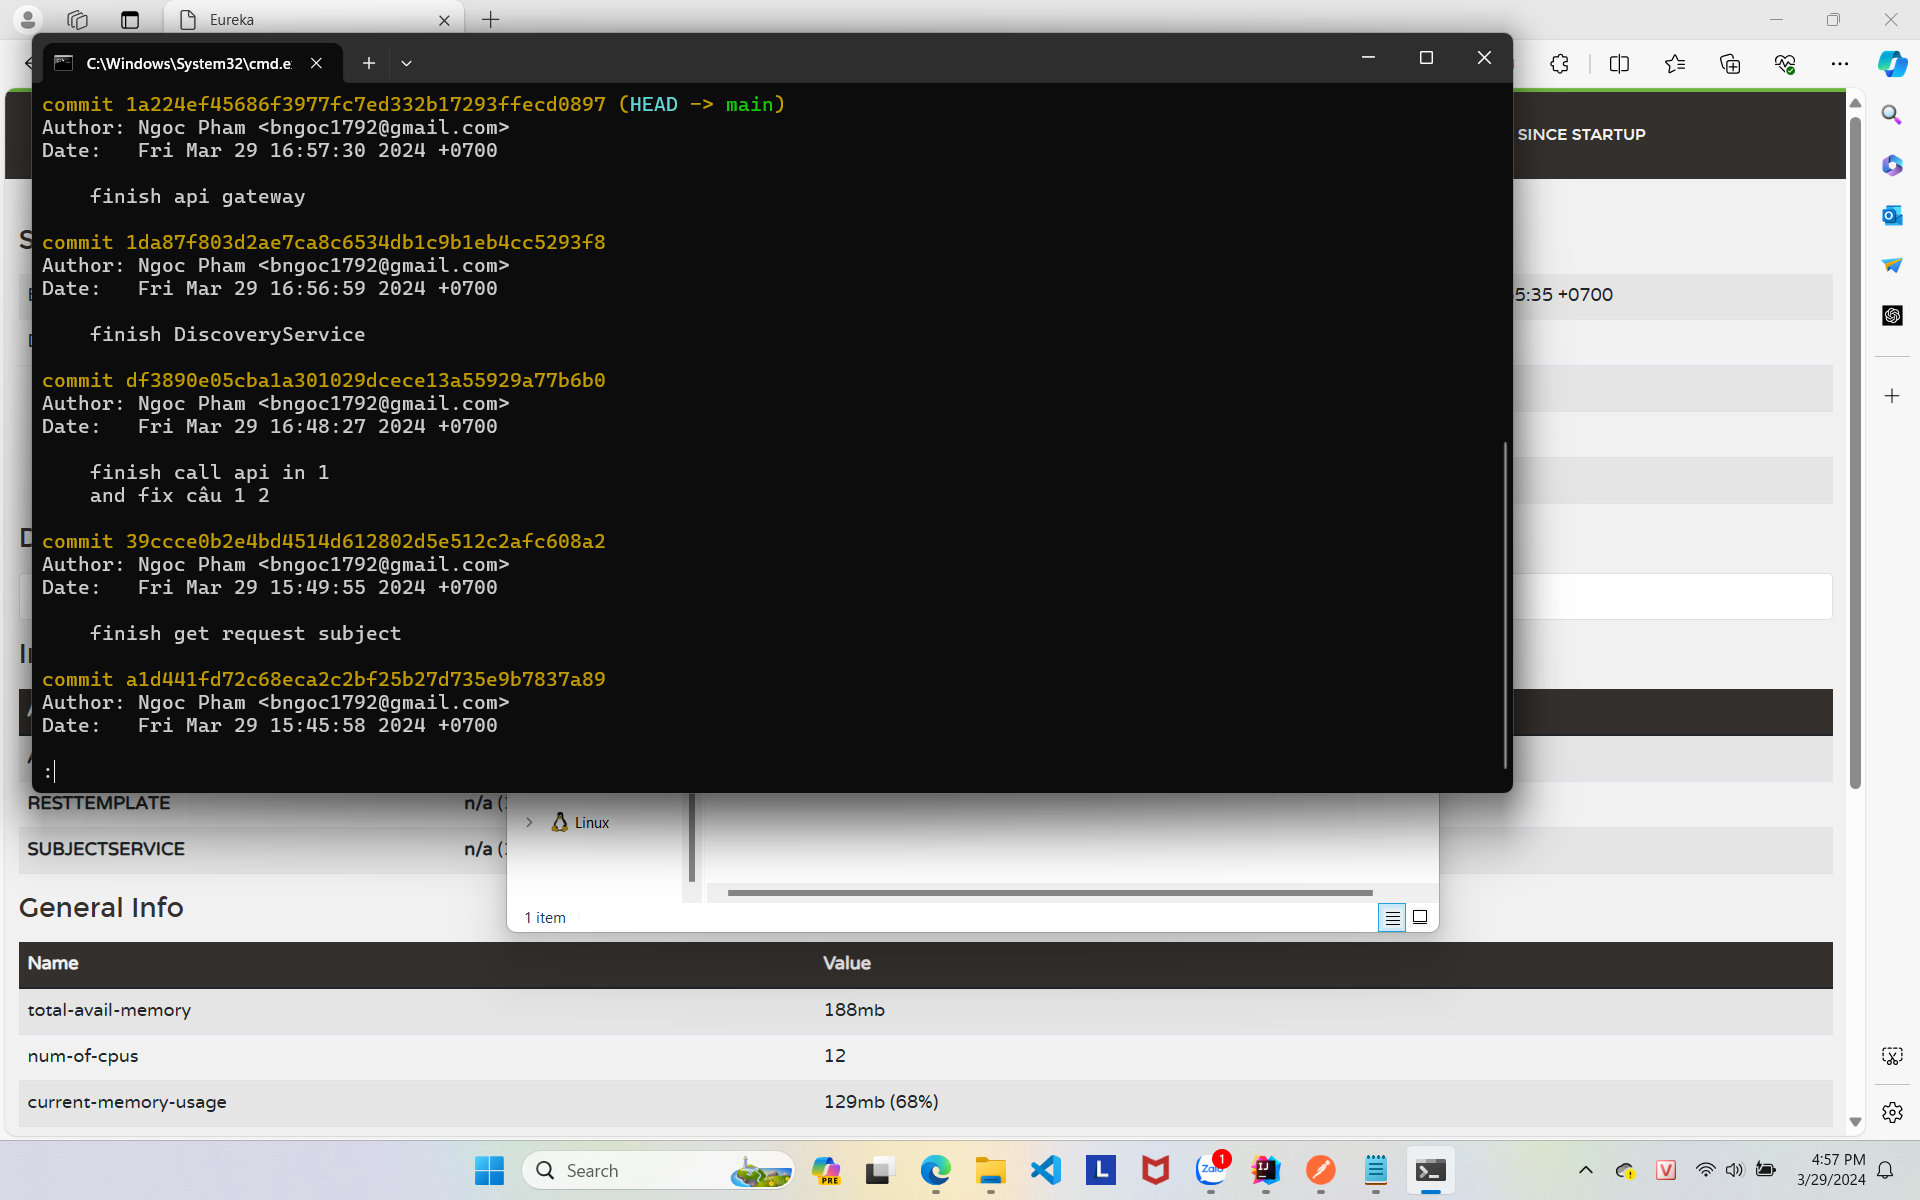 Eureka
C:\Windows\System32\cmd.e
commit 1a224ef45686f3977fc7ed332b17293ffecd0897 (HEAD -> main)
Author: Ngoc Pham <bngoc1792@gmail.com>
Date:   Fri Mar 29 16:57:30 2024 +0700
finish api gateway
commit 1da87f803d2ae7ca8c6534db1c9b1eb4cc5293f8
Author: Ngoc Pham <bngoc1792@gmail.com>
Date:   Fri Mar 29 16:56:59 2024 +0700
finish DiscoveryService
commit df3890e05cba1a301029dcece13a55929a77b6b0
Author: Ngoc Pham <bngoc1792@gmail.com>
Date:   Fri Mar 29 16:48:27 2024 +0700
finish call api in 1
and fix câu 1 2
commit 39ccce0b2e4bd4514d612802d5e512c2afc608a2
Author: Ngoc Pham <bngoc1792@gmail.com>
Date:   Fri Mar 29 15:49:55 2024 +0700
finish get request subject
commit a1d441fd72c68eca2c2bf25b27d735e9b7837a89
Author: Ngoc Pham <bngoc1792@gmail.com>
Date:   Fri Mar 29 15:45:58 2024 +0700
:
SINCE STARTUP
5:35 +0700
RESTTEMPLATE n/a (
SUBJECTSERVICE n/a (
Linux
1 item
General Info
Name Value
total-avail-memory 188mb
num-of-cpus 12
current-memory-usage 129mb (68%)
Search
PRE
L
Zalo
1
IJ
V
4:57 PM
3/29/2024